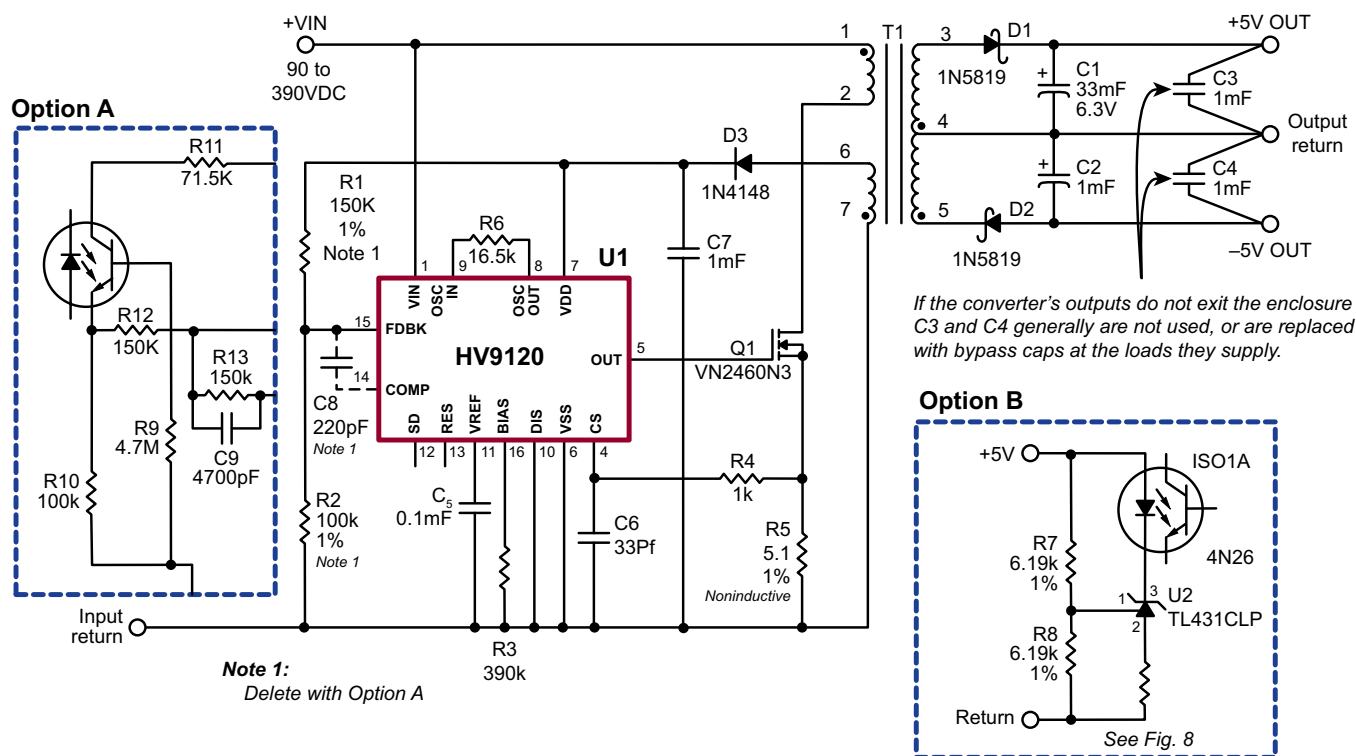 +VIN
90 to
390VDC
1
2
6
7
T1
3
4
5
D1
1N5819
+
C1
33mF
6.3V
+
C2
1mF
D2
1N5819
+5V OUT
C3
1mF
Output
return
C4
1mF
–5V OUT
If the converter's outputs do not exit the enclosure
C3 and C4 generally are not used, or are replaced
with bypass caps at the loads they supply.
Option A
R11
71.5K
R12
150K
R13
150k
C9
4700pF
R9
4.7M
R10
100k
R1
150K
1%
Note 1
R6
16.5k
D3
1N4148
C7
1mF
U1
1
9
8
7
VIN
OSC
IN
OSC
OUT
VDD
15
FDBK
HV9120
OUT
5
14
COMP
C8
220pF
Note 1
SD
RES
VREF
BIAS
DIS
VSS
CS
12
13
11
16
10
6
4
Q1
VN2460N3
R2
100k
1%
Note 1
C5
0.1mF
C6
33Pf
R4
1k
R5
5.1
1%
Noninductive
R3
390k
Input
return
Note 1:
Delete with Option A
Option B
+5V
ISO1A
4N26
R7
6.19k
1%
1
3
2
U2
TL431CLP
R8
6.19k
1%
Return
See Fig. 8